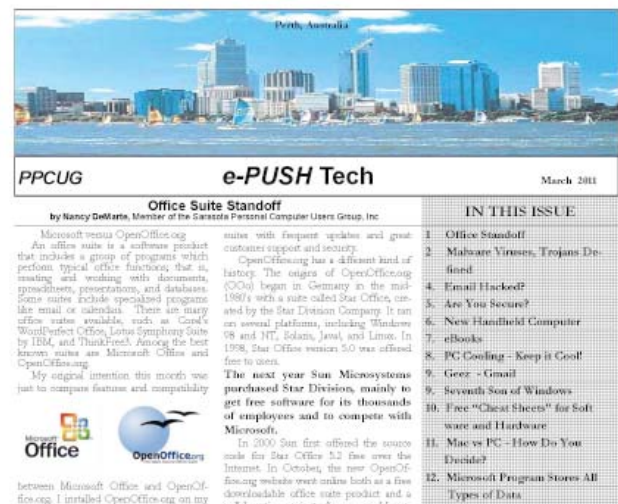 Perth, Australia
PPCUG
e-PUSH Tech
March 2011
Office Suite Standoff
by Nancy DeMarte, Member of the Sarasota Personal Computer Users Group, Inc
Microsoft versus OpenOffice.org
An office suite is a software product
that includes a group of programs which
perform typical office functions; that is,
creating and working with documents,
spreadsheets, presentations, and databases.
Some suites include specialized programs
like email or calendars. There are many
office suites available, such as Corel's
WordPerfect Office, Lotus Symphony Suite
by IBM, and ThinkFree3. Among the best
known suites are Microsoft Office and
OpenOffice.org.
My original intention this month was
just to compare features and compatibility
Microsoft
Office
OpenOffice.org
between Microsoft Office and OpenOf-
fice.org. I installed OpenOffice.org on my
suites with frequent updates and great
customer support and security.
OpenOffice.org has a different kind of
history. The origins of OpenOffice.org
(OOo) began in Germany in the mid-
1980's with a suite called Star Office, cre-
ated by the Star Division Company. It ran
on several platforms, including Windows
98 and NT, Solaris, Java1, and Linux. In
1998, Star Office version 5.0 was offered
free to users.
The next year Sun Microsystems
purchased Star Division, mainly to
get free software for its thousands
of employees and to compete with
Microsoft.
In 2000 Sun first offered the source
code for Star Office 5.2 free over the
Internet. In October, the new OpenOf-
fice.org website went online both as a free
downloadable office suite product and a
IN THIS ISSUE
1 Office Standoff
2 Malware Viruses, Trojans De-
fined
4. Email Hacked?
5. Are You Secure?
6. New Handheld Computer
7. eBooks
8. PC Cooling - Keep it Cool!
9. Geez - Gmail
9. Seventh Son of Windows
10. Free "Cheat Sheets" for Soft
ware and Hardware
11. Mac vs PC - How Do You
Decide?
12. Microsoft Program Stores All
Types of Data